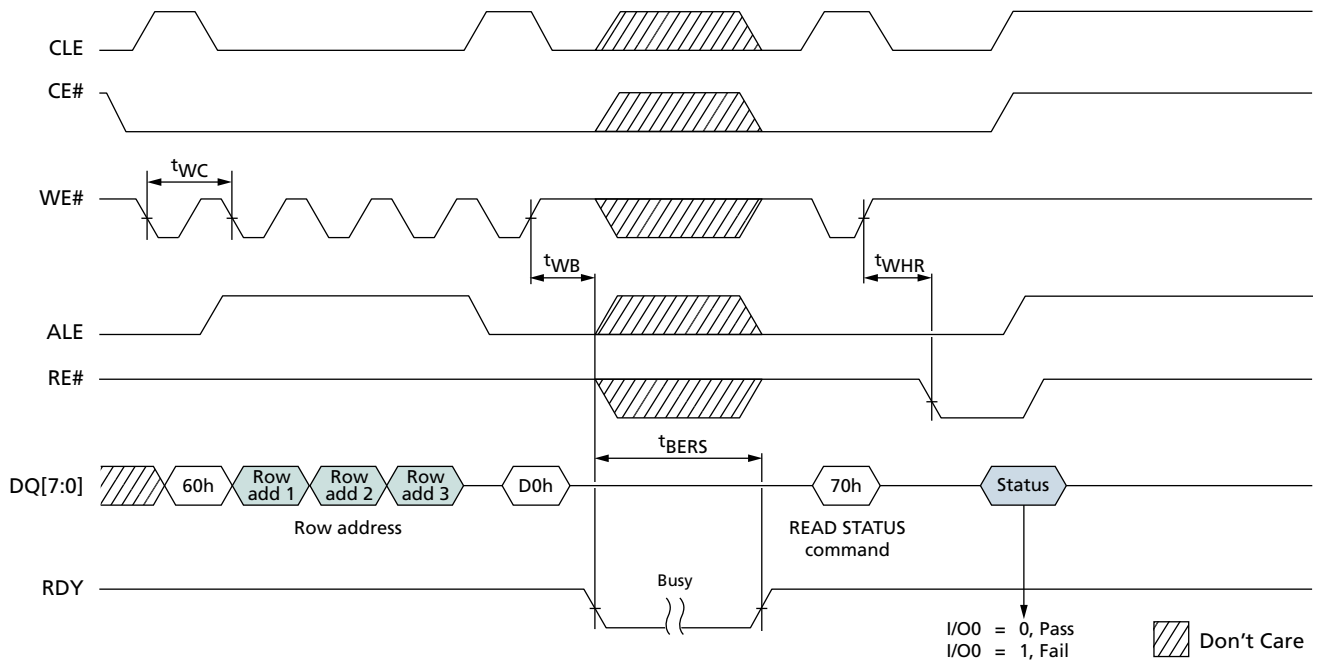 CLE
CE#
tWC
WE#
tWB
tWHR
ALE
RE#
tBERS
DQ[7:0]
60h
Row
add 1
Row
add 2
Row
add 3
D0h
70h
Status
Row address
READ STATUS
command
RDY
Busy
I/O0 = 0, Pass
I/O0 = 1, Fail
Don't Care